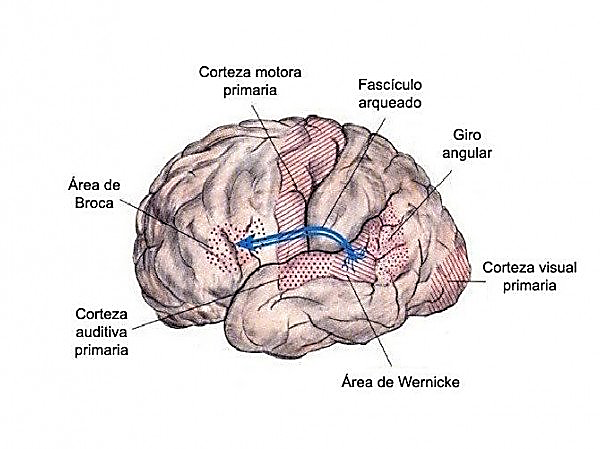 Corteza motora
primaria
Fascículo
arqueado
Giro
angular
Área de
Broca
Corteza visual
primaria
Corteza
auditiva
primaria
Área de Wernicke